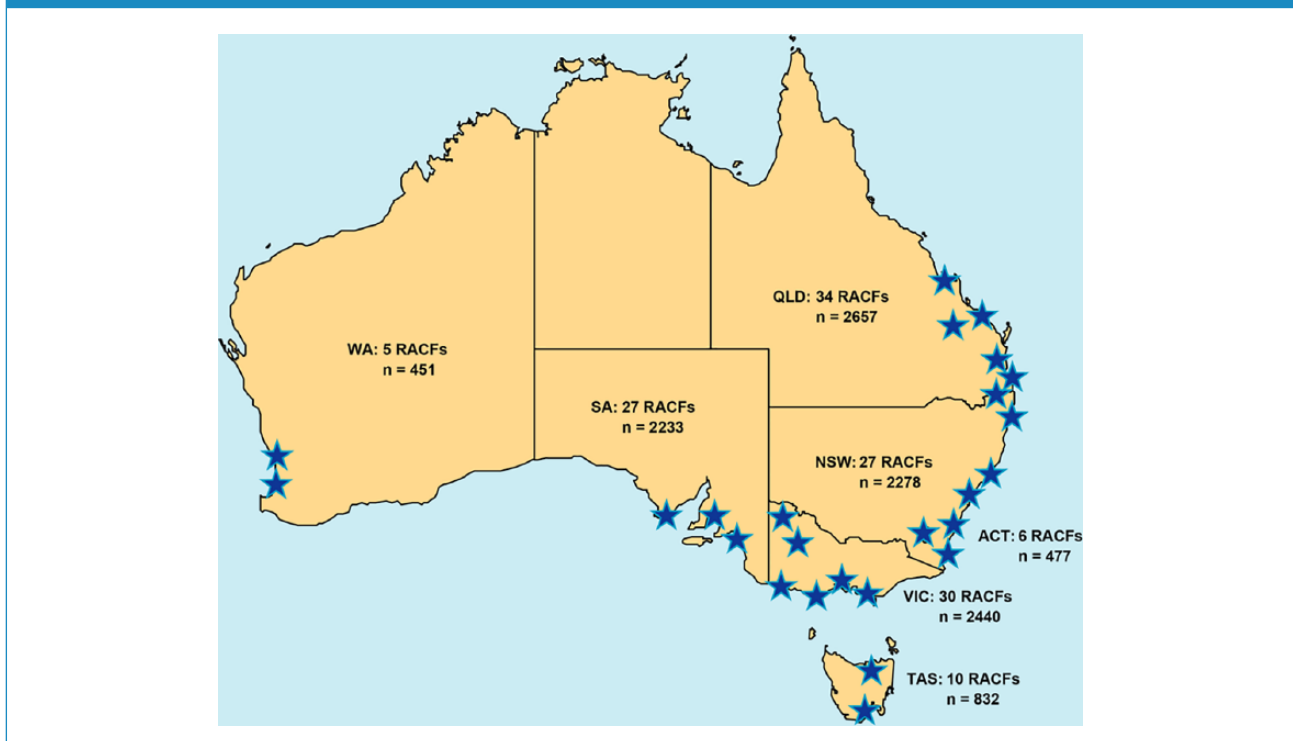 QLD: 34 RACFs
n = 2657
WA: 5 RACFs
n = 451
SA: 27 RACFs
n = 2233
NSW: 27 RACFs
n = 2278
ACT: 6 RACFs
n = 477
VIC: 30 RACFs
n = 2440
TAS: 10 RACFs
n = 832